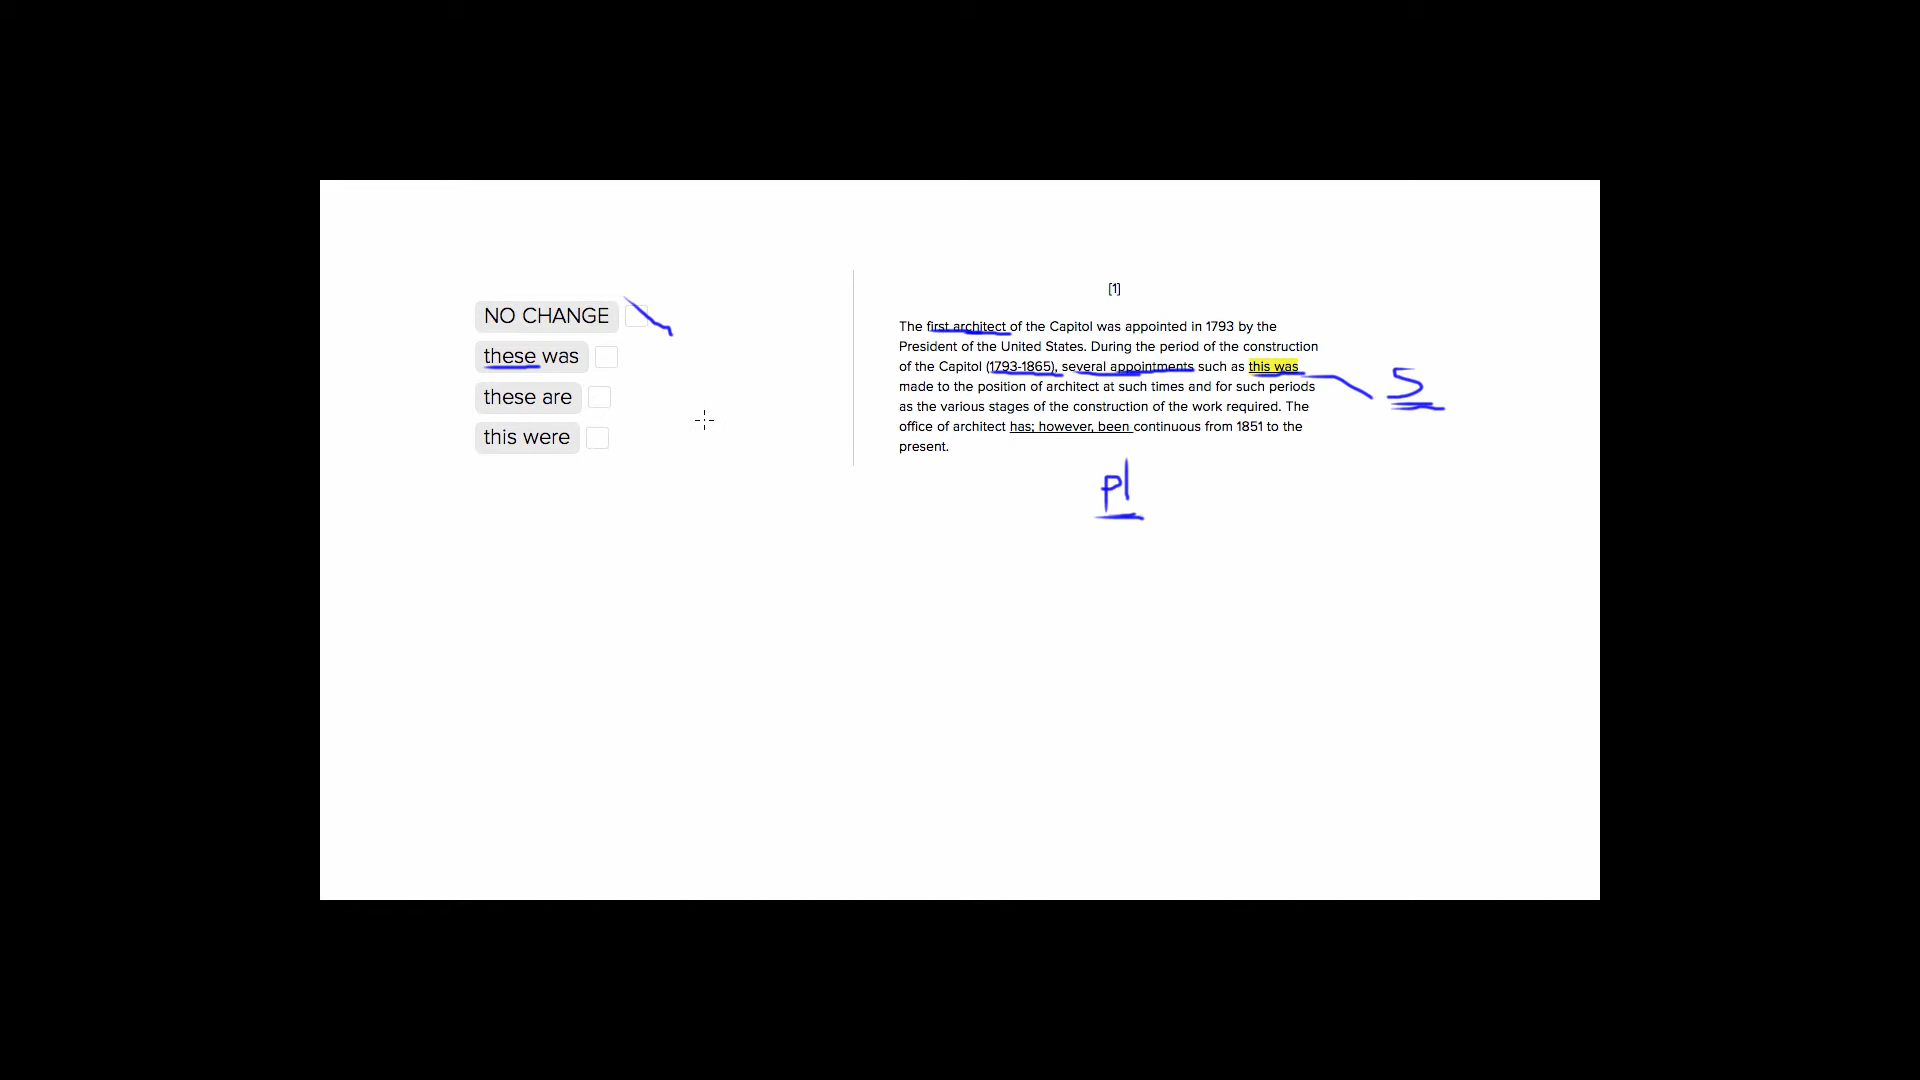 NO CHANGE
these was
these are
this were
[1]
The first architect of the Capitol was appointed in 1793 by the
President of the United States. During the period of the construction
of the Capitol (1793-1865), several appointments such as this was
made to the position of architect at such times and for such periods
as the various stages of the construction of the work required. The
office of architect has; however, been continuous from 1851 to the
present.
S
pl